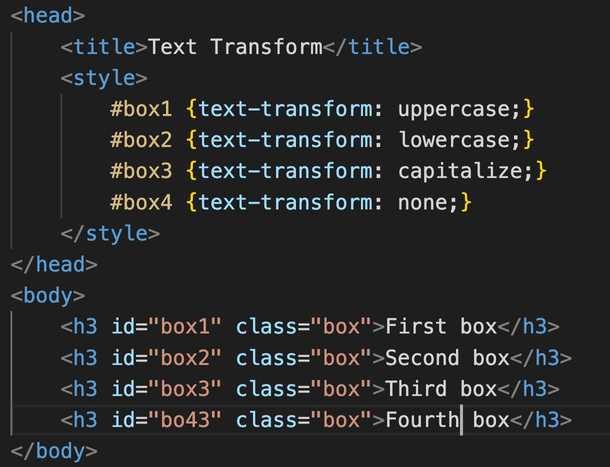 <head>
    <title>Text Transform</title>
    <style>
        #box1 {text-transform: uppercase;}
        #box2 {text-transform: lowercase;}
        #box3 {text-transform: capitalize;}
        #box4 {text-transform: none;}
    </style>
</head>
<body>
    <h3 id="box1" class="box">First box</h3>
    <h3 id="box2" class="box">Second box</h3>
    <h3 id="box3" class="box">Third box</h3>
    <h3 id="bo43" class="box">Fourth box</h3>
</body>